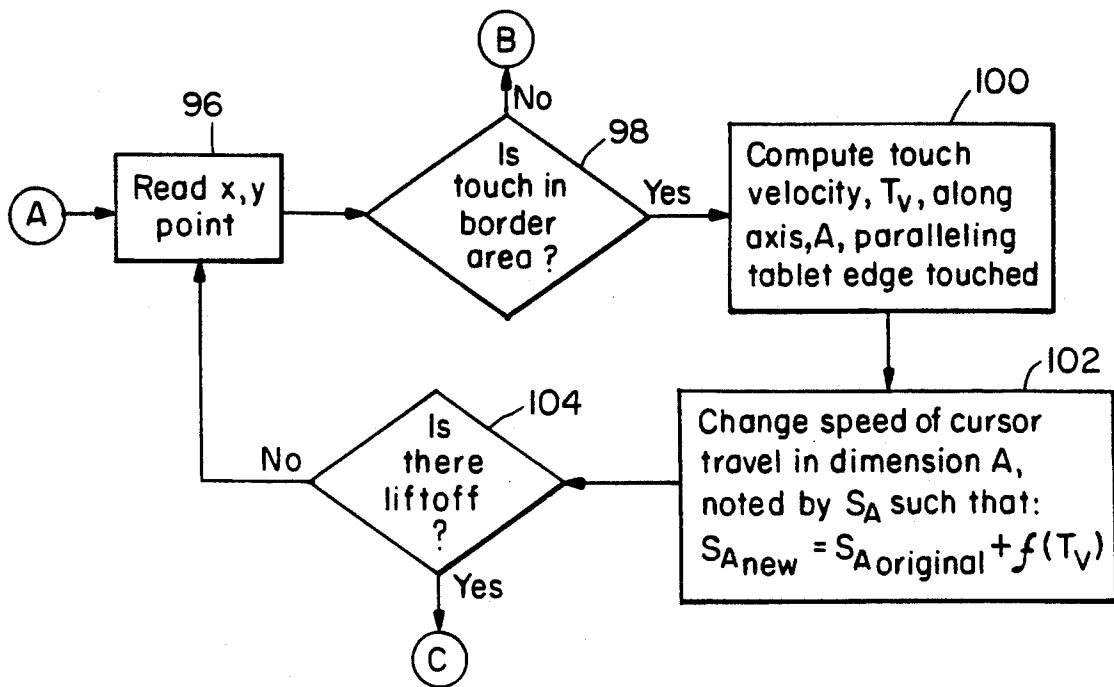 B
No
96
98
100
A
Read x,y
point
Is
touch in
border
area ?
Yes
Compute touch
velocity, Tv, along
axis,A, paralleling
tablet edge touched
102
104
Is
there
liftoff
?
No
Yes
Change speed of cursor
travel in dimension A,
noted by SA such that:
SAnew = SAoriginal + f(Tv)
C